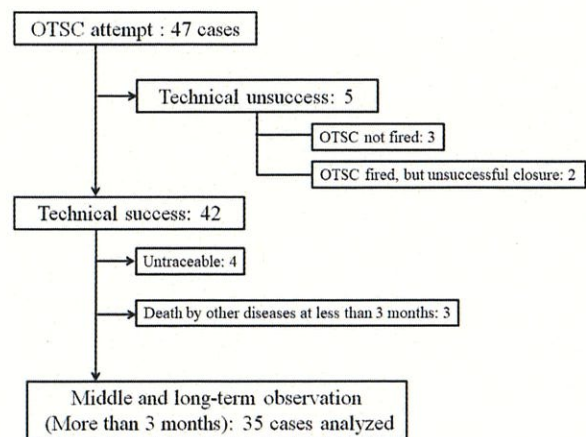 OTSC attempt : 47 cases
Technical unsuccess: 5
OTSC not fired: 3
OTSC fired, but unsuccessful closure: 2
Technical success: 42
Untraceable: 4
Death by other diseases at less than 3 months: 3
Middle and long-term observation
(More than 3 months): 35 cases analyzed